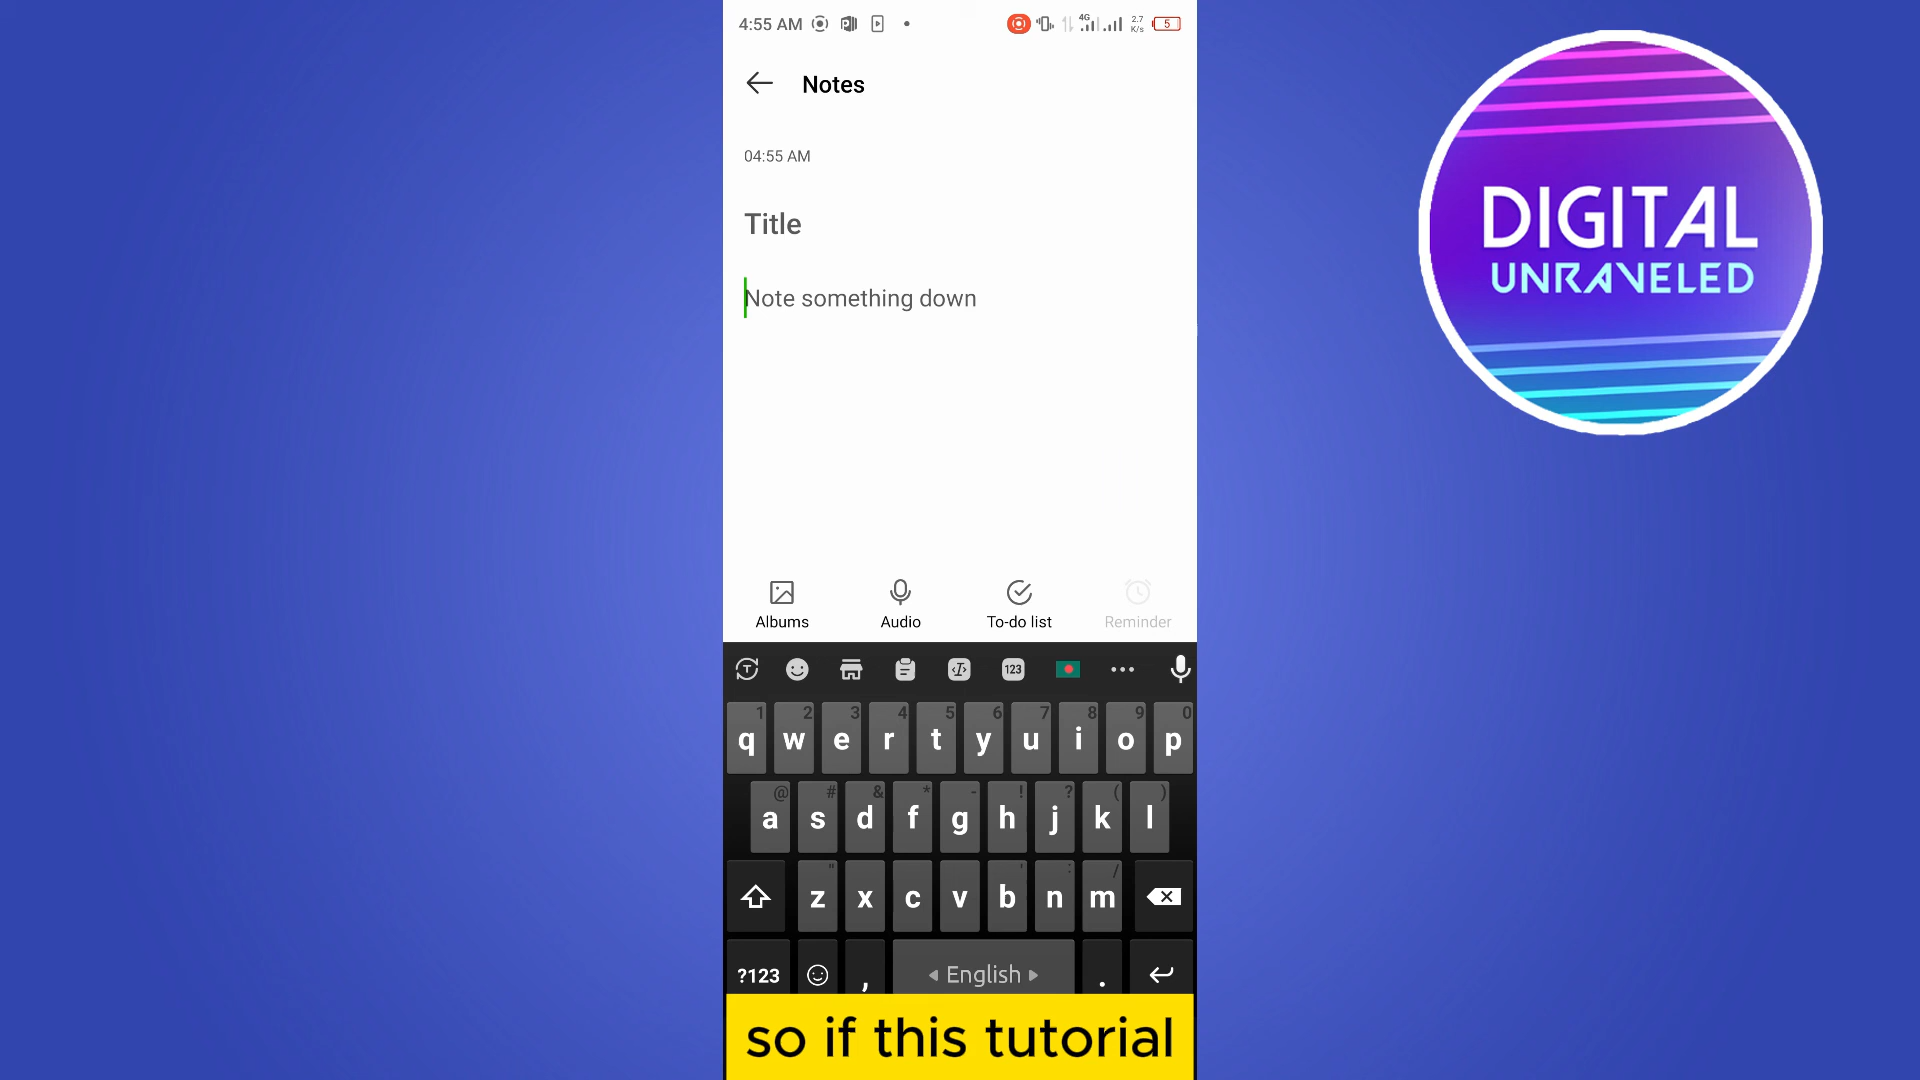 4:55 AM
4G
2.7
K/s
5
Notes
04:55 AM
Title
Note something down
Albums
Audio
To-do list
Reminder
T
123
1 2 3 4 5 6 7 8 9 0
q w e r t y u i o p
@ # & * - ! ? ( )
a s d f g h j k l
" ' : /
z x c v b n m
?123 , English .
so if this tutorial
DIGITAL
UNRAVELED